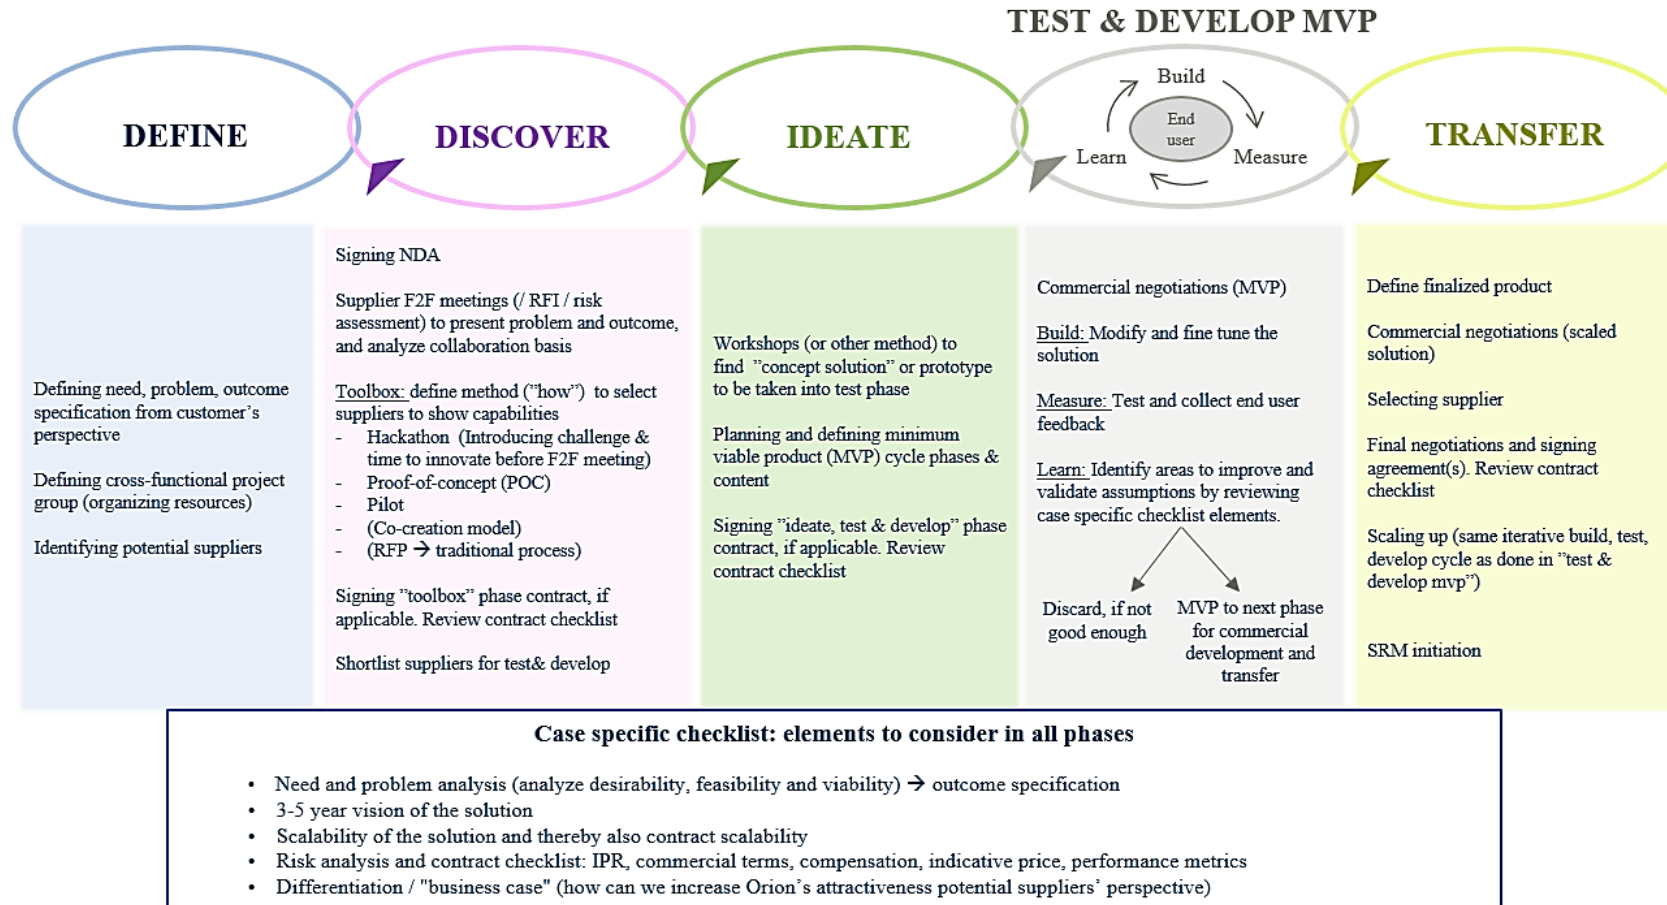 TEST & DEVELOP MVP
DEFINE
DISCOVER
IDEATE
Build
End
user
Learn
Measure
TRANSFER
Defining need, problem, outcome
specification from customer’s
perspective
Defining cross-functional project
group (organizing resources)
Identifying potential suppliers
Signing NDA
Supplier F2F meetings (/ RFI / risk
assessment) to present problem and outcome,
and analyze collaboration basis
Toolbox: define method (”how”) to select
suppliers to show capabilities
- Hackathon (Introducing challenge &
time to innovate before F2F meeting)
- Proof-of-concept (POC)
- Pilot
- (Co-creation model)
- (RFP → traditional process)
Signing ”toolbox” phase contract, if
applicable. Review contract checklist
Shortlist suppliers for test& develop
Workshops (or other method) to
find ”concept solution” or prototype
to be taken into test phase
Planning and defining minimum
viable product (MVP) cycle phases &
content
Signing ”ideate, test & develop” phase
contract, if applicable. Review
contract checklist
Commercial negotiations (MVP)
Build: Modify and fine tune the
solution
Measure: Test and collect end user
feedback
Learn: Identify areas to improve and
validate assumptions by reviewing
case specific checklist elements.
Discard, if not
good enough
MVP to next phase
for commercial
development and
transfer
Define finalized product
Commercial negotiations (scaled
solution)
Selecting supplier
Final negotiations and signing
agreement(s). Review contract
checklist
Scaling up (same iterative build, test,
develop cycle as done in ”test &
develop mvp”)
SRM initiation
Case specific checklist: elements to consider in all phases
• Need and problem analysis (analyze desirability, feasibility and viability) → outcome specification
• 3-5 year vision of the solution
• Scalability of the solution and thereby also contract scalability
• Risk analysis and contract checklist: IPR, commercial terms, compensation, indicative price, performance metrics
• Differentiation / "business case" (how can we increase Orion’s attractiveness potential suppliers’ perspective)